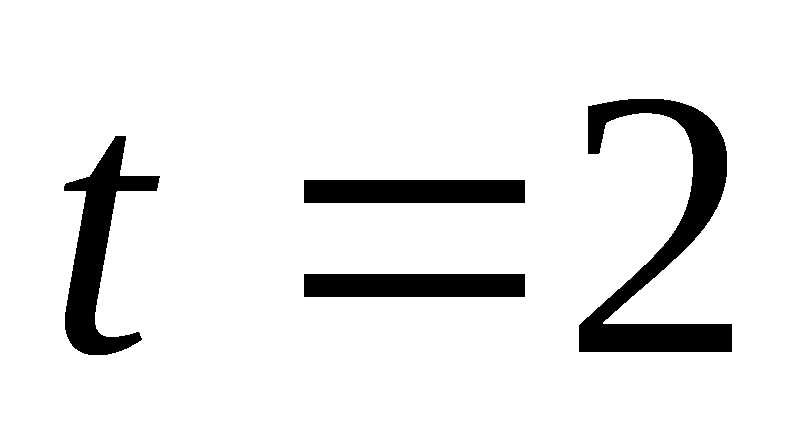 t = 2